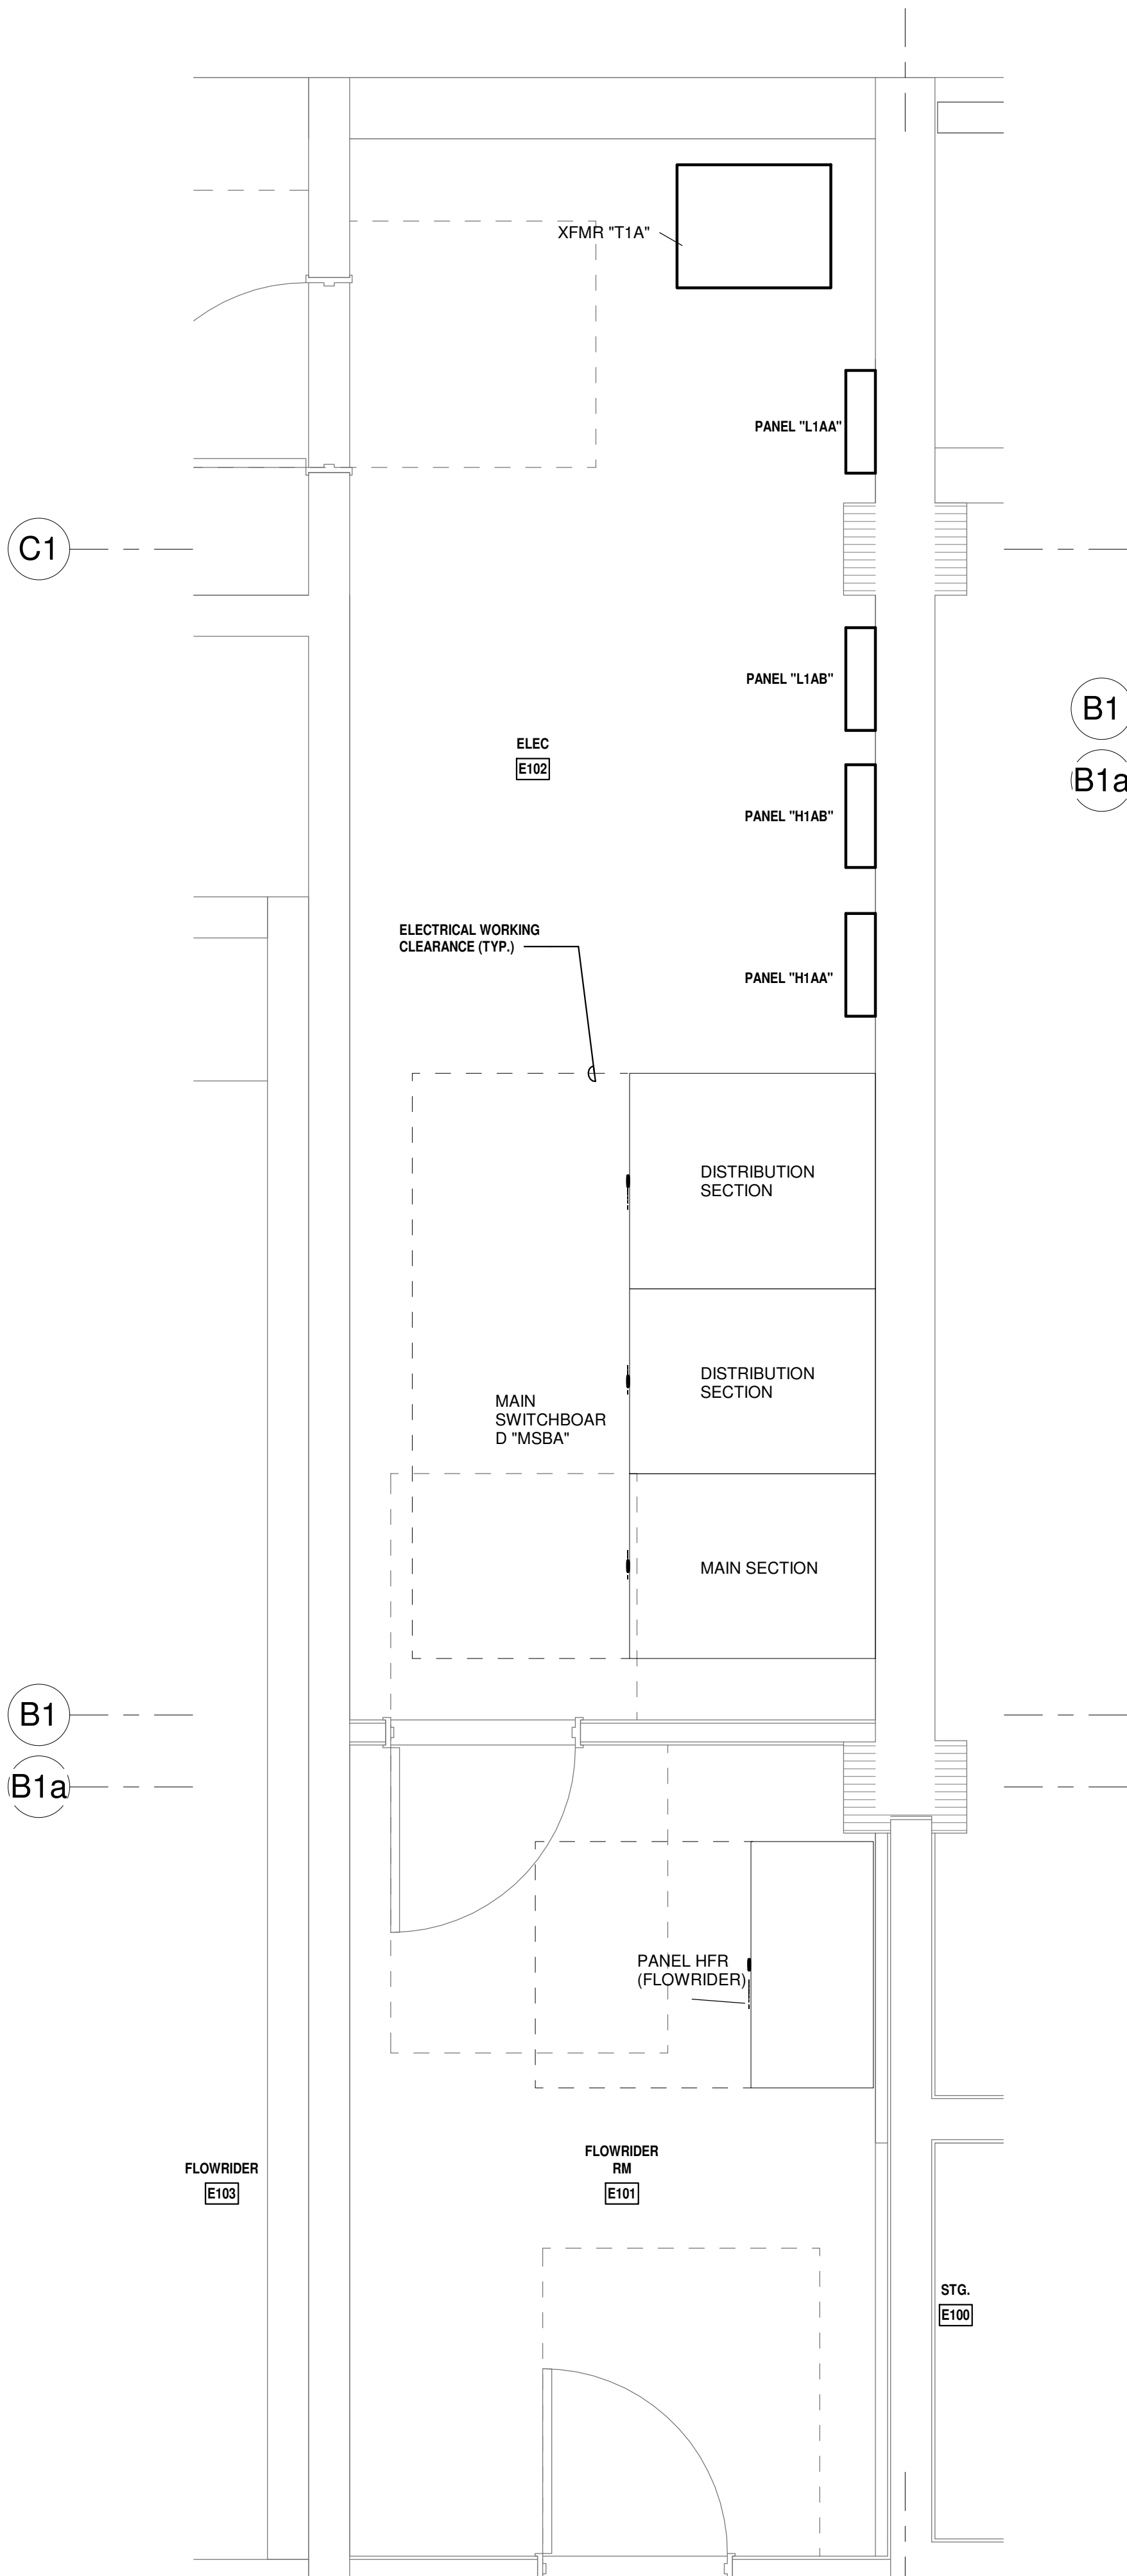 XFMR "T1A"
PANEL "L1AA"
C1
PANEL "L1AB"
B1
ELEC
E102
B1a
PANEL "H1AB"
ELECTRICAL WORKING
CLEARANCE (TYP.)
PANEL "H1AA"
DISTRIBUTION
SECTION
DISTRIBUTION
SECTION
MAIN
SWITCHBOAR
D "MSBA"
MAIN SECTION
B1
B1a
PANEL HFR
(FLOWRIDER)
FLOWRIDER
RM
E101
FLOWRIDER
E103
STG.
E100